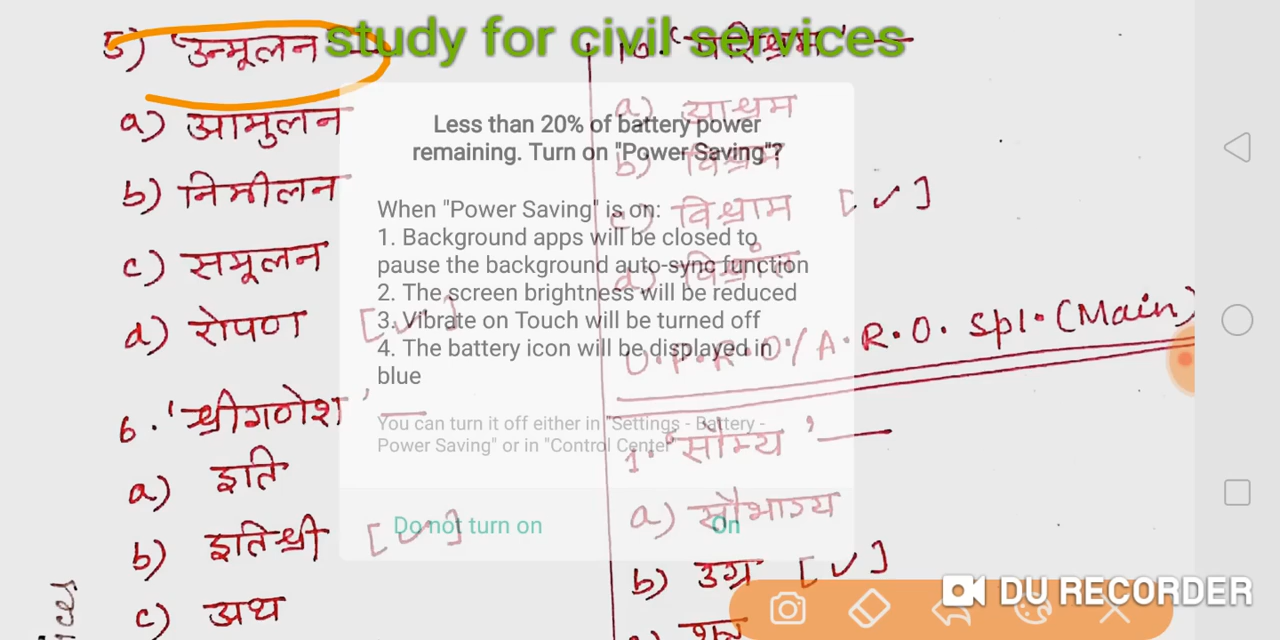 study for civil services
5) 'उन्मूलन
a) आमुलन
b) निमीलन
c) समूलन
d) रोपण [✓]
6. 'श्रीगणेश' —
a) इति
b) इतिश्री [✓]
c) अथ
10. 'परिश्रम' —
a) आश्रम
b) विश्रम
c) विश्राम [✓]
d) विश्रांत
U.P.R.O/A.R.O. Spl. (Main)
1. 'सौम्य' —
a) सौभाग्य
b) उग्र [✓]
Less than 20% of battery power
remaining. Turn on "Power Saving"?
When "Power Saving" is on:
1. Background apps will be closed to
pause the background auto-sync function
2. The screen brightness will be reduced
3. Vibrate on Touch will be turned off
4. The battery icon will be displayed in
blue
You can turn it off either in "Settings - Battery -
Power Saving" or in "Control Center"
Do not turn on
On
DU RECORDER